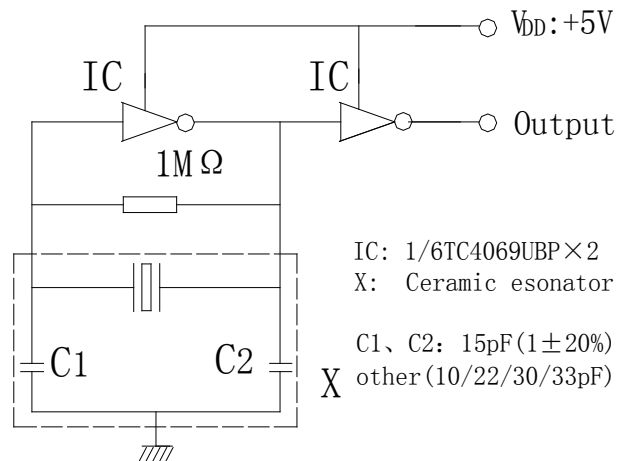 VDD:+5V
IC
IC
Output
1MΩ
IC: 1/6TC4069UBP×2
X: Ceramic esonator
C1、C2: 15pF(1±20%)
other(10/22/30/33pF)
C1
C2
X